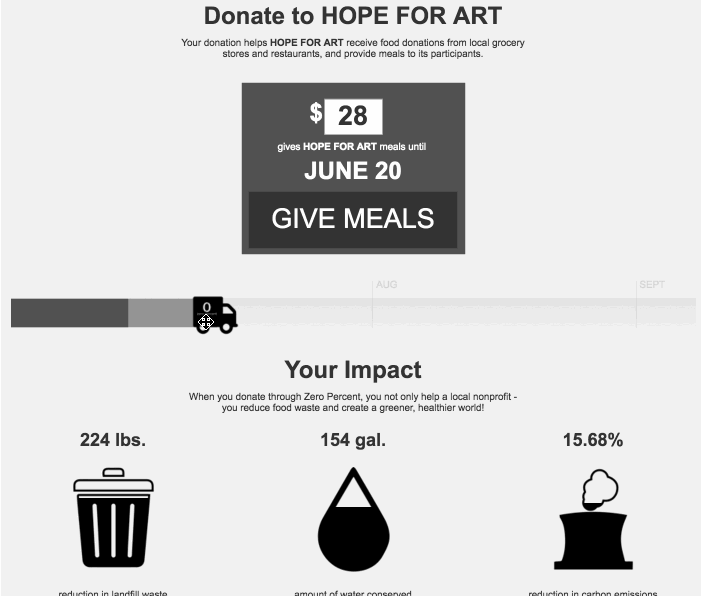 Donate to HOPE FOR ART
Your donation helps HOPE FOR ART receive food donations from local grocery
stores and restaurants, and provide meals to its participants.
$ 28
gives HOPE FOR ART meals until
JUNE 20
GIVE MEALS
AUG
SEPT
0
Your Impact
When you donate through Zero Percent, you not only help a local nonprofit -
you reduce food waste and create a greener, healthier world!
224 lbs.
154 gal.
15.68%
reduction in landfill waste
amount of water conserved
reduction in carbon emissions